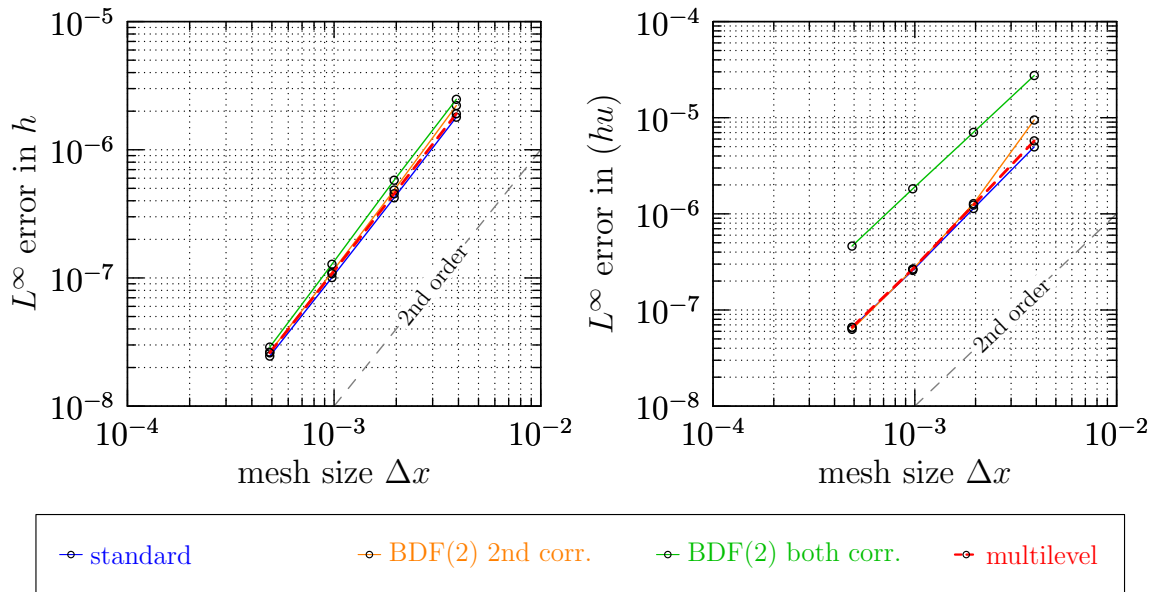 10⁻⁵
10⁻⁶
10⁻⁷
10⁻⁸
L∞ error in h
2nd order
10⁻⁴ 10⁻³ 10⁻²
mesh size Δx
10⁻⁴
10⁻⁵
10⁻⁶
10⁻⁷
10⁻⁸
L∞ error in (hu)
2nd order
10⁻⁴ 10⁻³ 10⁻²
mesh size Δx
standard BDF(2) 2nd corr. BDF(2) both corr. multilevel